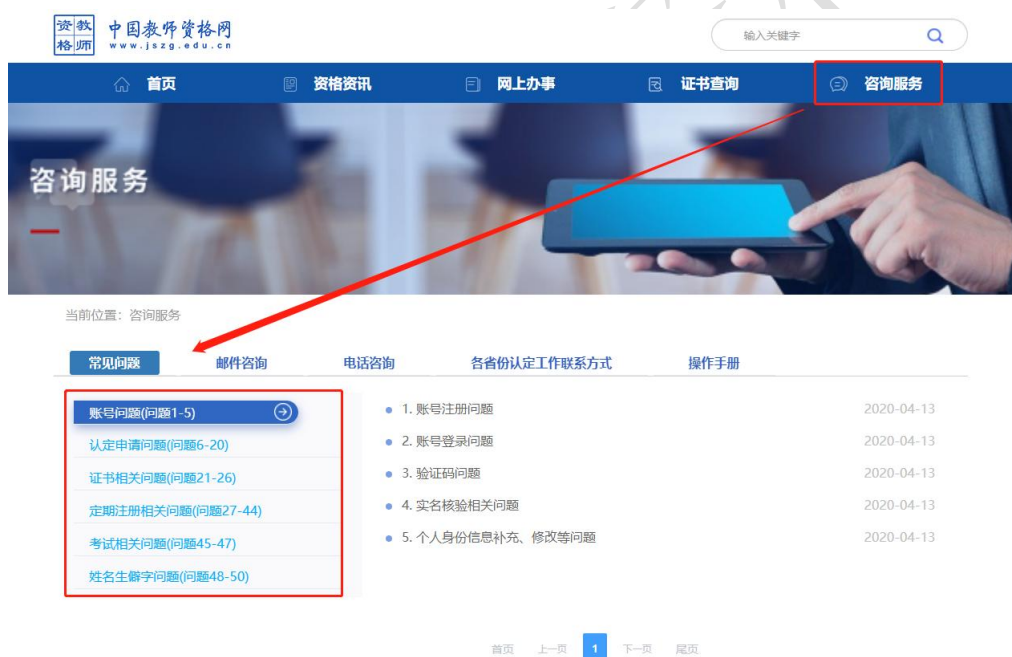 资教
格师
中国教师资格网
www.jszg.edu.cn
输入关键字
首页 资格资讯 网上办事 证书查询 咨询服务
咨询服务
当前位置：咨询服务
常见问题 邮件咨询 电话咨询 各省份认定工作联系方式 操作手册
账号问题(问题1-5)
认定申请问题(问题6-20)
证书相关问题(问题21-26)
定期注册相关问题(问题27-44)
考试相关问题(问题45-47)
姓名生僻字问题(问题48-50)
1. 账号注册问题 2020-04-13
2. 账号登录问题 2020-04-13
3. 验证码问题 2020-04-13
4. 实名核验相关问题 2020-04-13
5. 个人身份信息补充、修改等问题 2020-04-13
首页 上一页 1 下一页 尾页